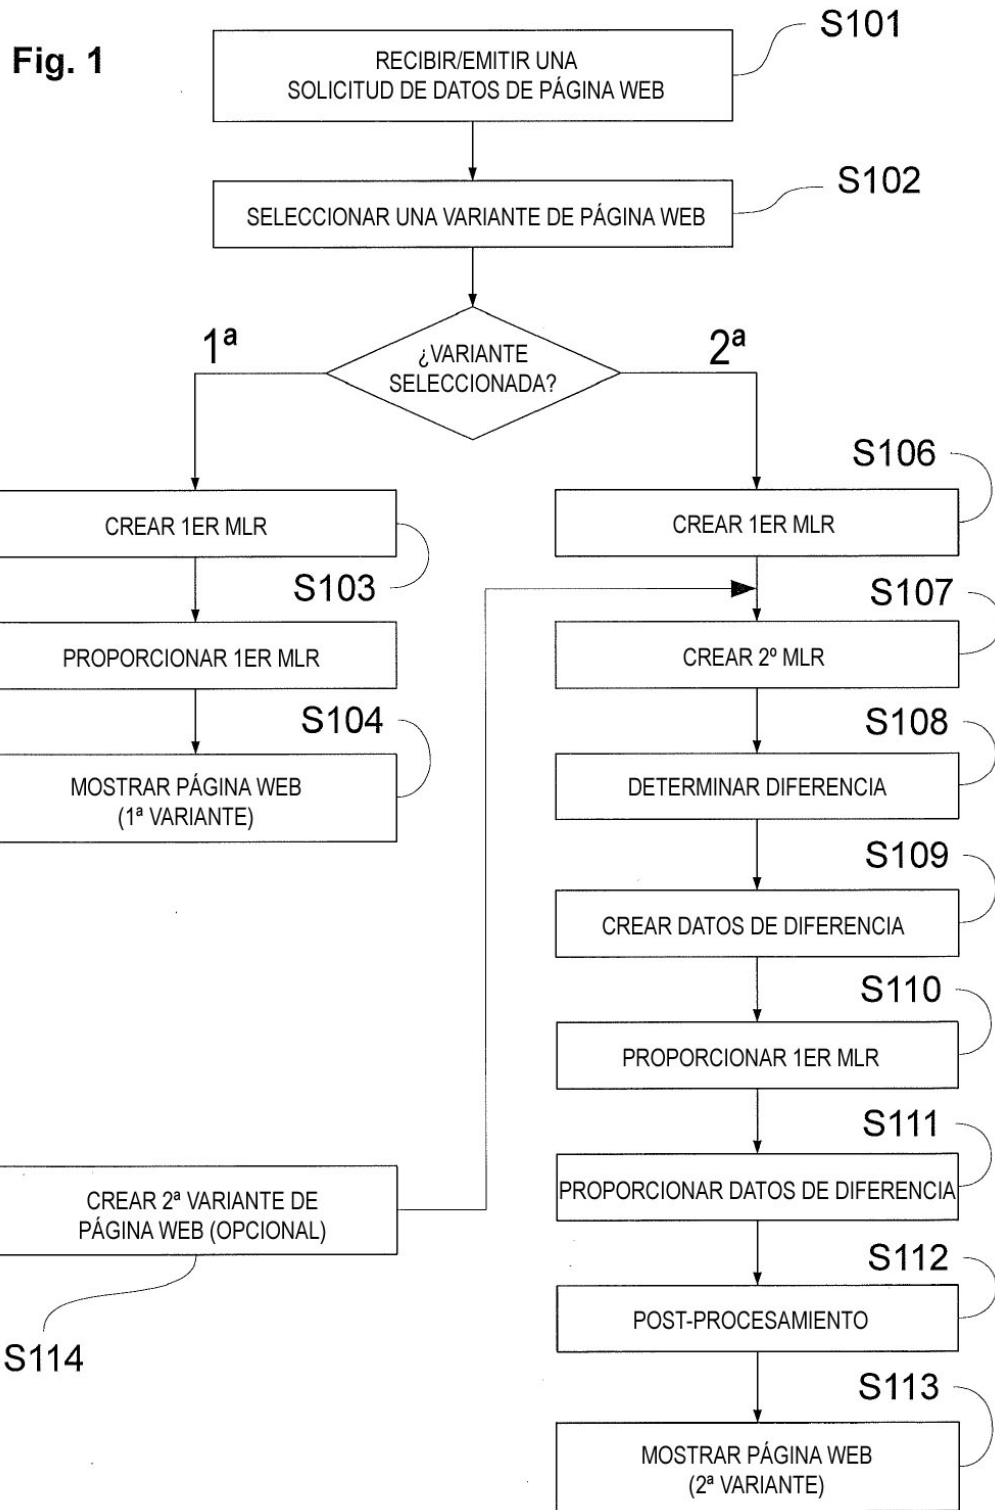 Fig. 1
S101
RECIBIR/EMITIR UNA
SOLICITUD DE DATOS DE PÁGINA WEB
S102
SELECCIONAR UNA VARIANTE DE PÁGINA WEB
1ª
¿VARIANTE
SELECCIONADA?
2ª
S106
CREAR 1ER MLR
CREAR 1ER MLR
S103
S107
PROPORCIONAR 1ER MLR
CREAR 2º MLR
S104
S108
MOSTRAR PÁGINA WEB
(1ª VARIANTE)
DETERMINAR DIFERENCIA
S109
CREAR DATOS DE DIFERENCIA
S110
PROPORCIONAR 1ER MLR
S111
PROPORCIONAR DATOS DE DIFERENCIA
CREAR 2ª VARIANTE DE
PÁGINA WEB (OPCIONAL)
S112
POST-PROCESAMIENTO
S114
S113
MOSTRAR PÁGINA WEB
(2ª VARIANTE)